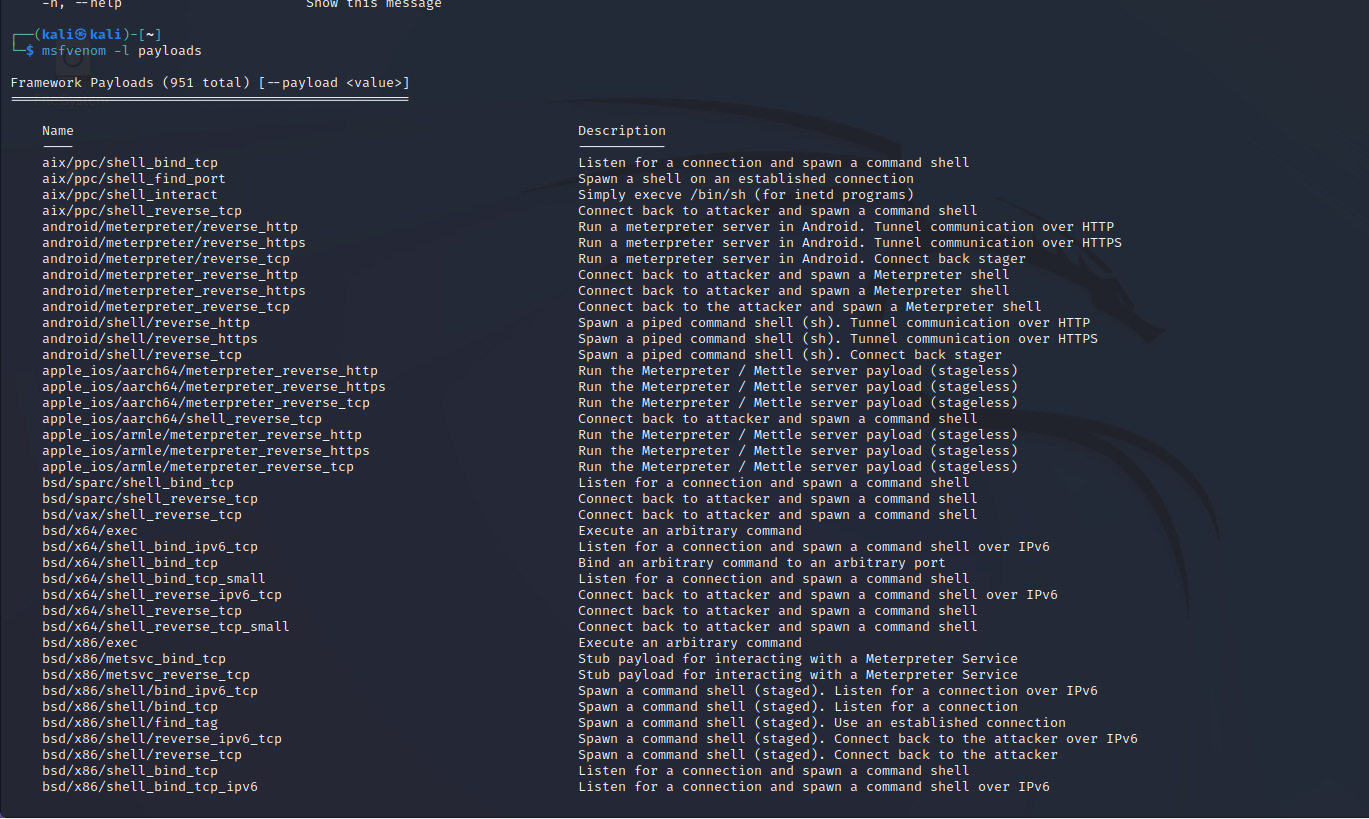 -h, --help Show this message
┌──(kali㉿kali)-[~]
└─$ msfvenom -l payloads
Framework Payloads (951 total) [--payload <value>]
==================================================
Name Description
---- -----------
aix/ppc/shell_bind_tcp Listen for a connection and spawn a command shell
aix/ppc/shell_find_port Spawn a shell on an established connection
aix/ppc/shell_interact Simply execve /bin/sh (for inetd programs)
aix/ppc/shell_reverse_tcp Connect back to attacker and spawn a command shell
android/meterpreter/reverse_http Run a meterpreter server in Android. Tunnel communication over HTTP
android/meterpreter/reverse_https Run a meterpreter server in Android. Tunnel communication over HTTPS
android/meterpreter/reverse_tcp Run a meterpreter server in Android. Connect back stager
android/meterpreter_reverse_http Connect back to attacker and spawn a Meterpreter shell
android/meterpreter_reverse_https Connect back to attacker and spawn a Meterpreter shell
android/meterpreter_reverse_tcp Connect back to the attacker and spawn a Meterpreter shell
android/shell/reverse_http Spawn a piped command shell (sh). Tunnel communication over HTTP
android/shell/reverse_https Spawn a piped command shell (sh). Tunnel communication over HTTPS
android/shell/reverse_tcp Spawn a piped command shell (sh). Connect back stager
apple_ios/aarch64/meterpreter_reverse_http Run the Meterpreter / Mettle server payload (stageless)
apple_ios/aarch64/meterpreter_reverse_https Run the Meterpreter / Mettle server payload (stageless)
apple_ios/aarch64/meterpreter_reverse_tcp Run the Meterpreter / Mettle server payload (stageless)
apple_ios/aarch64/shell_reverse_tcp Connect back to attacker and spawn a command shell
apple_ios/armle/meterpreter_reverse_http Run the Meterpreter / Mettle server payload (stageless)
apple_ios/armle/meterpreter_reverse_https Run the Meterpreter / Mettle server payload (stageless)
apple_ios/armle/meterpreter_reverse_tcp Run the Meterpreter / Mettle server payload (stageless)
bsd/sparc/shell_bind_tcp Listen for a connection and spawn a command shell
bsd/sparc/shell_reverse_tcp Connect back to attacker and spawn a command shell
bsd/vax/shell_reverse_tcp Connect back to attacker and spawn a command shell
bsd/x64/exec Execute an arbitrary command
bsd/x64/shell_bind_ipv6_tcp Listen for a connection and spawn a command shell over IPv6
bsd/x64/shell_bind_tcp Bind an arbitrary command to an arbitrary port
bsd/x64/shell_bind_tcp_small Listen for a connection and spawn a command shell
bsd/x64/shell_reverse_ipv6_tcp Connect back to attacker and spawn a command shell over IPv6
bsd/x64/shell_reverse_tcp Connect back to attacker and spawn a command shell
bsd/x64/shell_reverse_tcp_small Connect back to attacker and spawn a command shell
bsd/x86/exec Execute an arbitrary command
bsd/x86/metsvc_bind_tcp Stub payload for interacting with a Meterpreter Service
bsd/x86/metsvc_reverse_tcp Stub payload for interacting with a Meterpreter Service
bsd/x86/shell/bind_ipv6_tcp Spawn a command shell (staged). Listen for a connection over IPv6
bsd/x86/shell/bind_tcp Spawn a command shell (staged). Listen for a connection
bsd/x86/shell/find_tag Spawn a command shell (staged). Use an established connection
bsd/x86/shell/reverse_ipv6_tcp Spawn a command shell (staged). Connect back to the attacker over IPv6
bsd/x86/shell/reverse_tcp Spawn a command shell (staged). Connect back to the attacker
bsd/x86/shell_bind_tcp Listen for a connection and spawn a command shell
bsd/x86/shell_bind_tcp_ipv6 Listen for a connection and spawn a command shell over IPv6